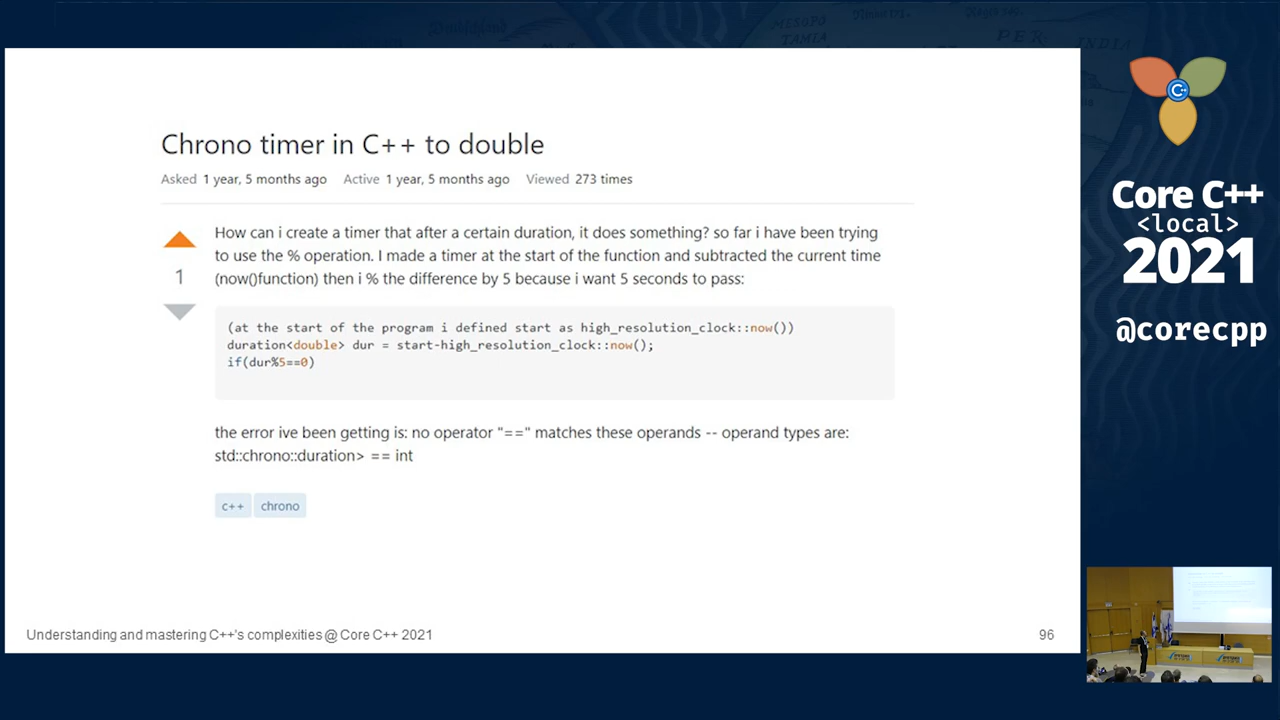 MESOPO
TAMIA
PER
INDIA
Chrono timer in C++ to double
Asked 1 year, 5 months ago Active 1 year, 5 months ago Viewed 273 times
How can i create a timer that after a certain duration, it does something? so far i have been trying
to use the % operation. I made a timer at the start of the function and subtracted the current time
(now()function) then i % the difference by 5 because i want 5 seconds to pass:
1
(at the start of the program i defined start as high_resolution_clock::now())
duration<double> dur = start-high_resolution_clock::now();
if(dur%5==0)
the error ive been getting is: no operator "==" matches these operands -- operand types are:
std::chrono::duration> == int
c++ chrono
Understanding and mastering C++'s complexities @ Core C++ 2021
96
C++
Core C++
<local>
2021
@corecpp